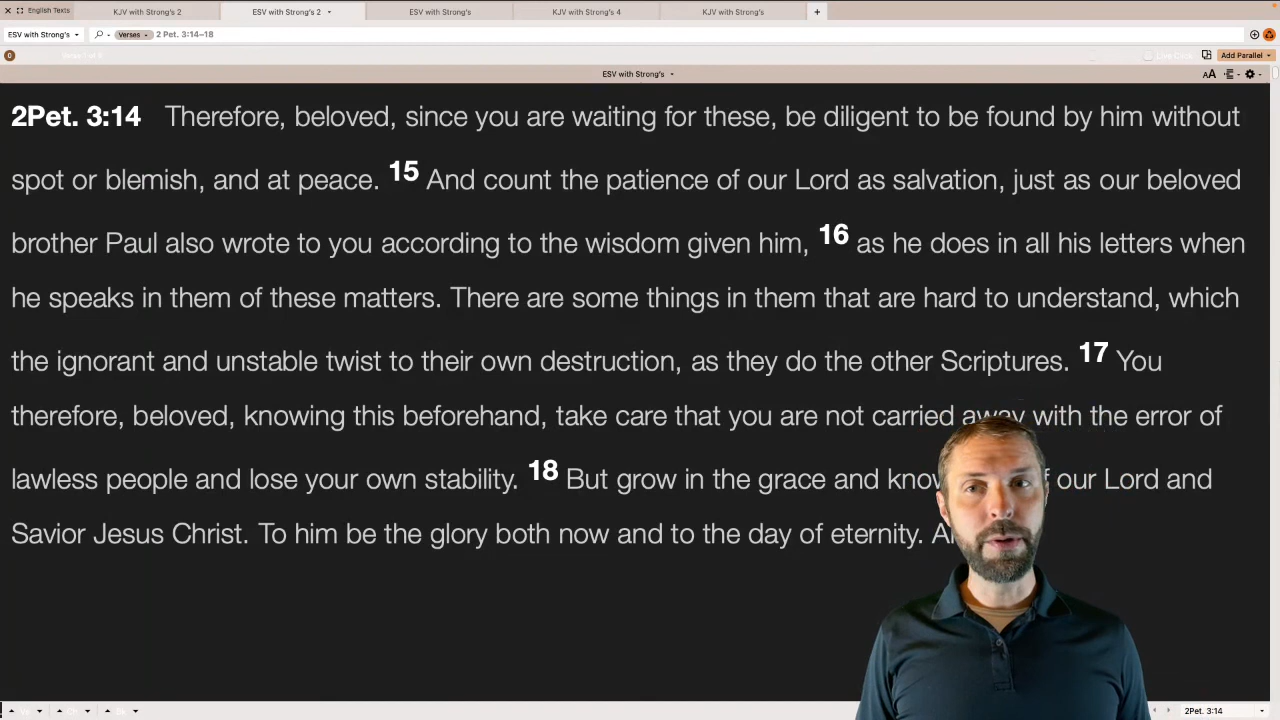 English Texts KJV with Strong's 2 ESV with Strong's 2 ESV with Strong's KJV with Strong's 4 KJV with Strong's
ESV with Strong's Verses 2 Pet. 3:14–18
0 Live Click Add Parallel
ESV with Strong's AA
2Pet. 3:14 Therefore, beloved, since you are waiting for these, be diligent to be found by him without
spot or blemish, and at peace. 15 And count the patience of our Lord as salvation, just as our beloved
brother Paul also wrote to you according to the wisdom given him, 16 as he does in all his letters when
he speaks in them of these matters. There are some things in them that are hard to understand, which
the ignorant and unstable twist to their own destruction, as they do the other Scriptures. 17 You
therefore, beloved, knowing this beforehand, take care that you are not carried away with the error of
lawless people and lose your own stability. 18 But grow in the grace and our Lord and
Savior Jesus Christ. To him be the glory both now and to the day of eternity.
2Pet. 3:14